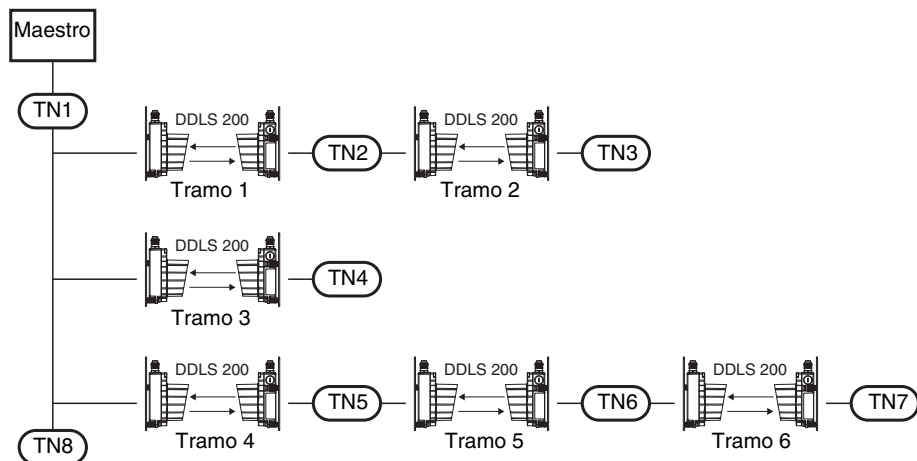 Maestro
TN1
DDLS 200
DDLS 200
TN2
TN3
Tramo 1
Tramo 2
DDLS 200
TN4
Tramo 3
DDLS 200
DDLS 200
DDLS 200
TN5
TN6
TN7
TN8
Tramo 4
Tramo 5
Tramo 6